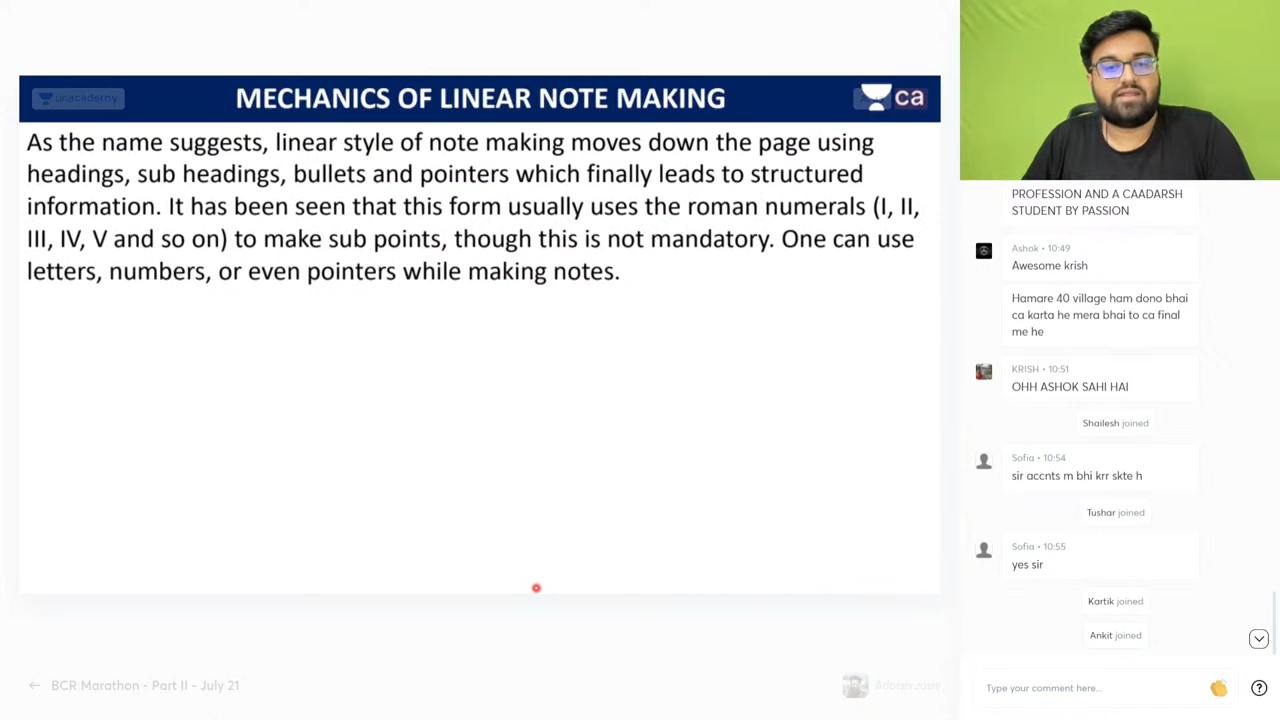 unacademy
MECHANICS OF LINEAR NOTE MAKING
ca
As the name suggests, linear style of note making moves down the page using
headings, sub headings, bullets and pointers which finally leads to structured
information. It has been seen that this form usually uses the roman numerals (I, II,
III, IV, V and so on) to make sub points, though this is not mandatory. One can use
letters, numbers, or even pointers while making notes.
BCR Marathon - Part II - July 21
Adarsh Joshi
PROFESSION AND A CAADARSH
STUDENT BY PASSION
Ashok • 10:49
Awesome krish
Hamare 40 village ham dono bhai
ca karta he mera bhai to ca final
me he
KRISH • 10:51
OHH ASHOK SAHI HAI
Shailesh joined
Sofia • 10:54
sir accnts m bhi krr skte h
Tushar joined
Sofia • 10:55
yes sir
Kartik joined
Ankit joined
Type your comment here...